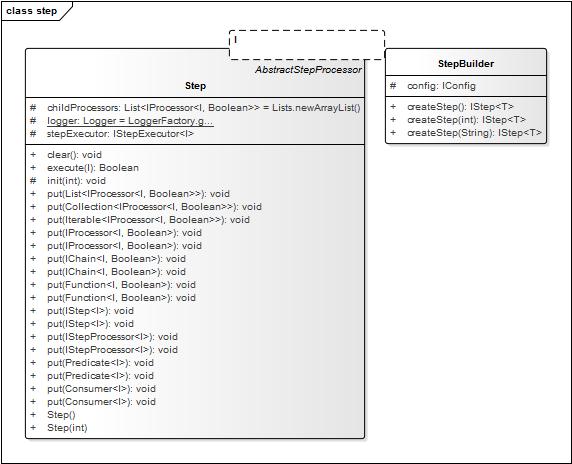 class step
I
AbstractStepProcessor
Step
# childProcessors: List<IProcessor<I, Boolean>> = Lists.newArrayList()
# logger: Logger = LoggerFactory.g...
# stepExecutor: IStepExecutor<I>
+ clear(): void
+ execute(I): Boolean
# init(int): void
+ put(List<IProcessor<I, Boolean>>): void
+ put(Collection<IProcessor<I, Boolean>>): void
+ put(Iterable<IProcessor<I, Boolean>>): void
+ put(IProcessor<I, Boolean>): void
+ put(IProcessor<I, Boolean>): void
+ put(IChain<I, Boolean>): void
+ put(IChain<I, Boolean>): void
+ put(Function<I, Boolean>): void
+ put(Function<I, Boolean>): void
+ put(IStep<I>): void
+ put(IStep<I>): void
+ put(IStepProcessor<I>): void
+ put(IStepProcessor<I>): void
+ put(Predicate<I>): void
+ put(Predicate<I>): void
+ put(Consumer<I>): void
+ put(Consumer<I>): void
+ Step()
+ Step(int)
StepBuilder
# config: IConfig
+ createStep(): IStep<T>
+ createStep(int): IStep<T>
+ createStep(String): IStep<T>